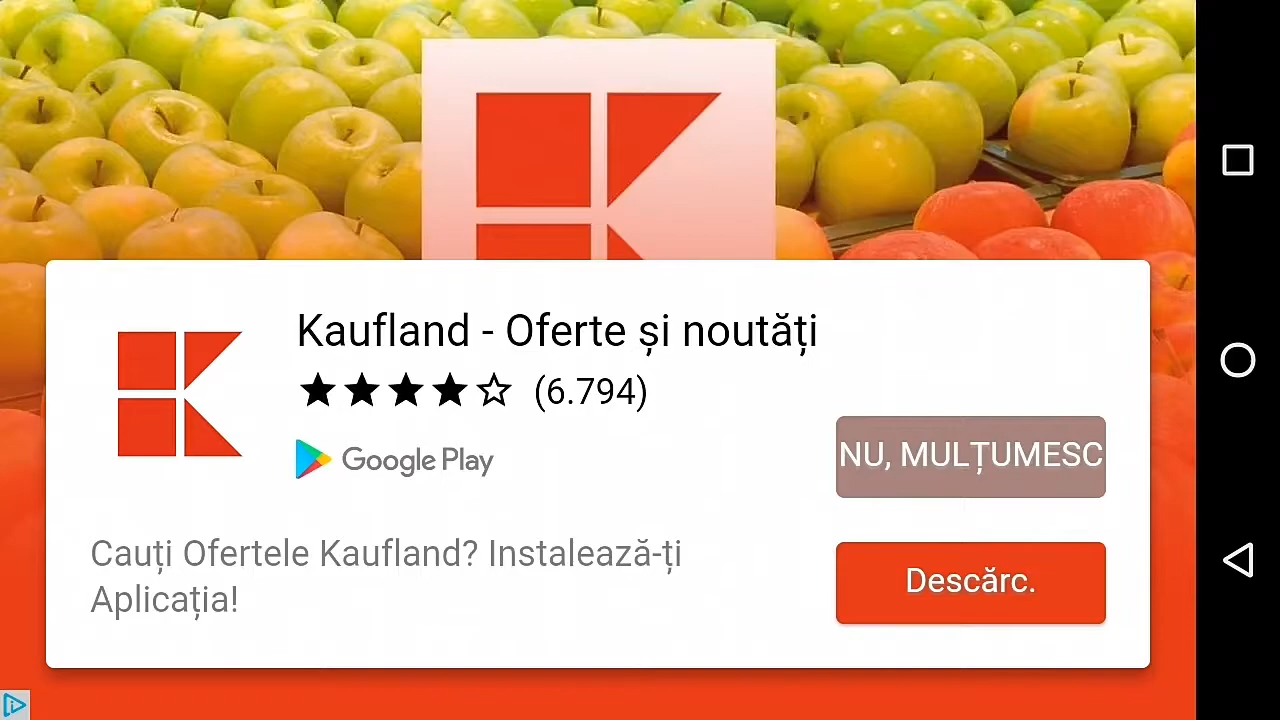 Kaufland - Oferte și noutăți
(6.794)
Google Play
NU, MULȚUMESC
Cauți Ofertele Kaufland? Instalează-ți
Aplicația!
Descărc.